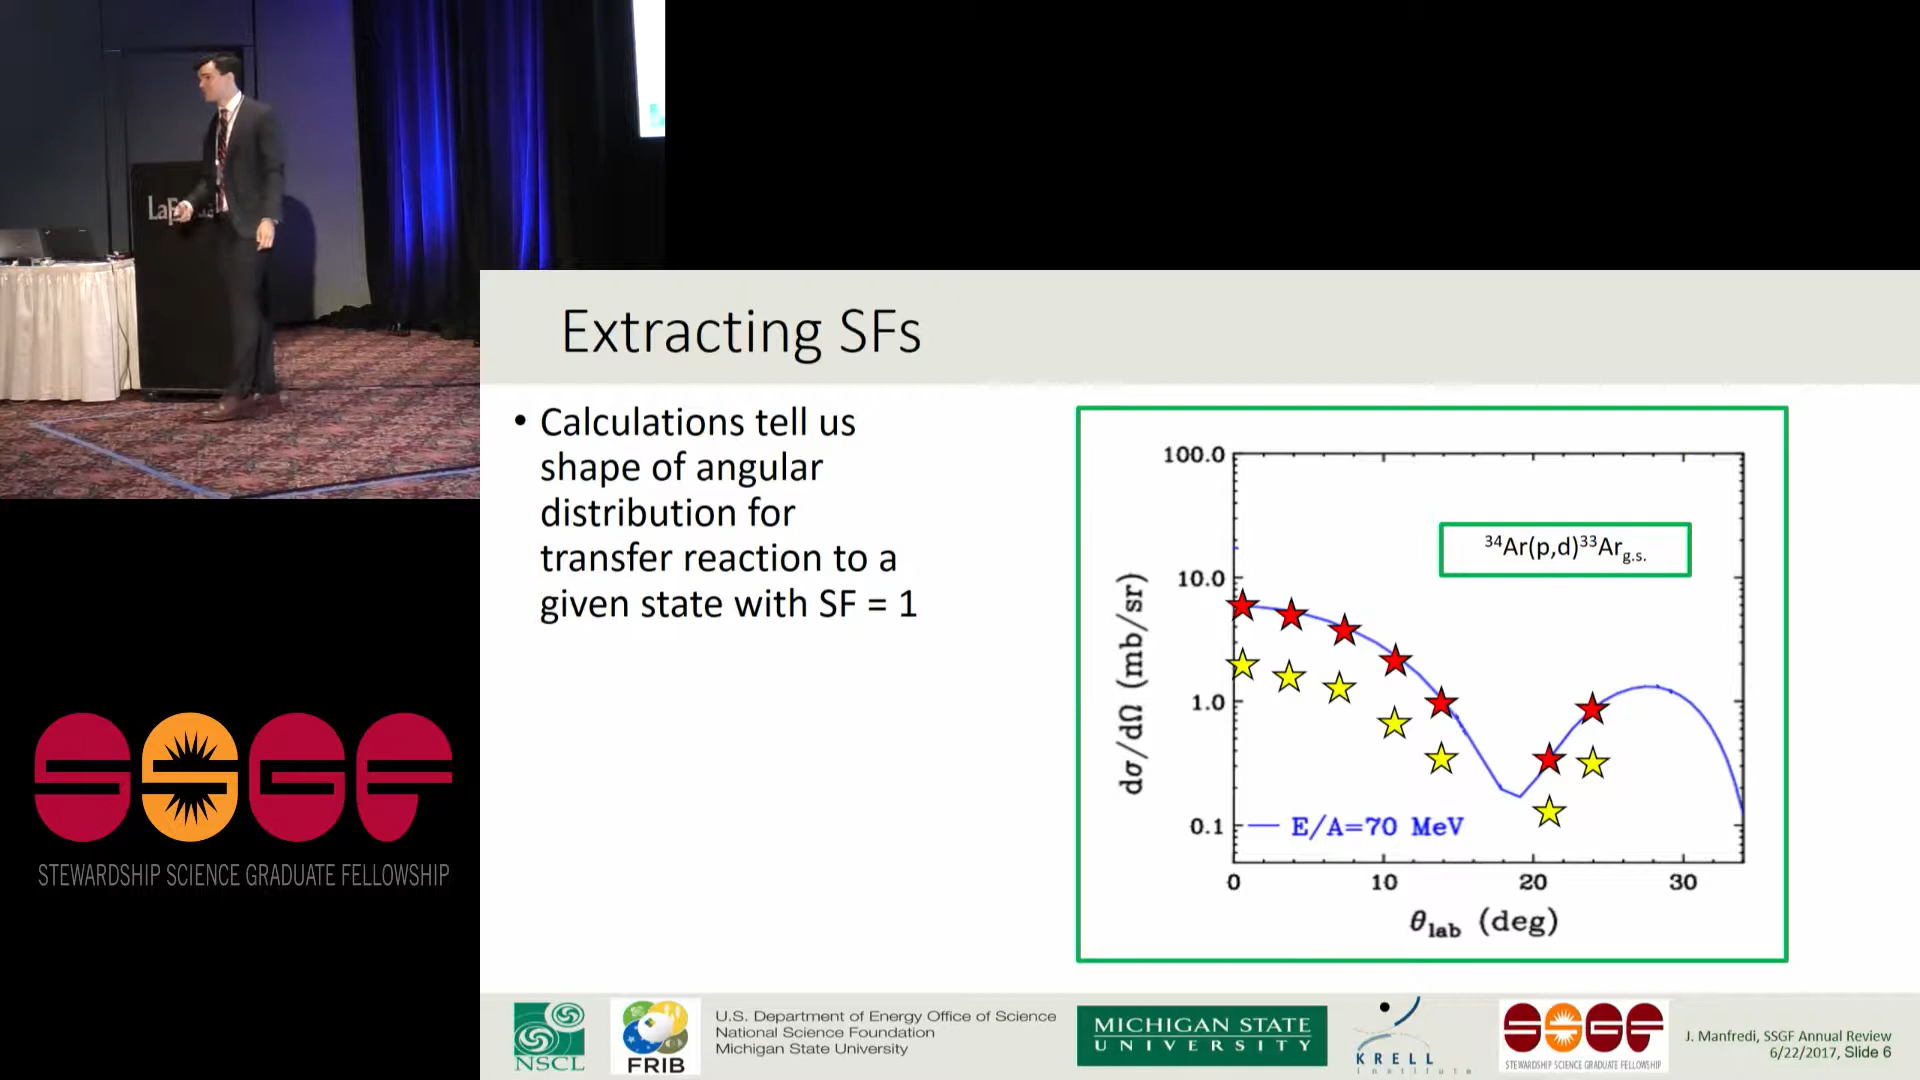 Extracting SFs
• Calculations tell us
shape of angular
distribution for
transfer reaction to a
given state with SF = 1
100.0
10.0
1.0
0.1
dσ/dΩ (mb/sr)
³⁴Ar(p,d)³³Ar g.s.
E/A=70 MeV
0 10 20 30
θlab (deg)
SSGF
STEWARDSHIP SCIENCE GRADUATE FELLOWSHIP
NSCL
FRIB
U.S. Department of Energy Office of Science
National Science Foundation
Michigan State University
MICHIGAN STATE
UNIVERSITY
KRELL
institute
SSGF
STEWARDSHIP SCIENCE GRADUATE FELLOWSHIP
J. Manfredi, SSGF Annual Review
6/22/2017, Slide 6